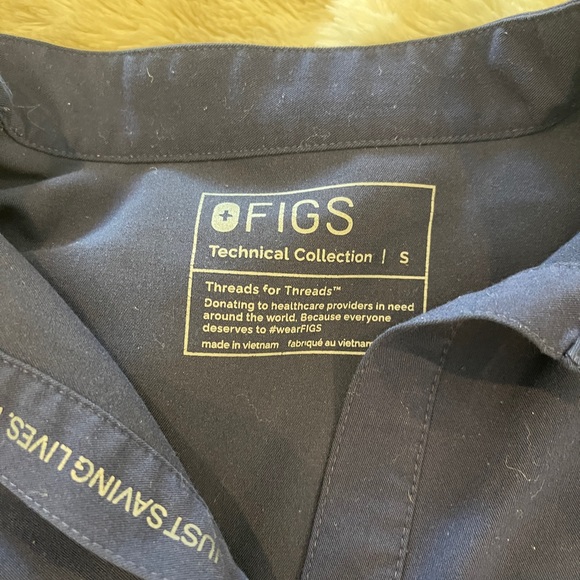 FIGS
Technical Collection | S
Threads for Threads™
Donating to healthcare providers in need
around the world. Because everyone
deserves to #wearFIGS
made in vietnam fabriqué au vietnam
JUST SAVING LIVES.